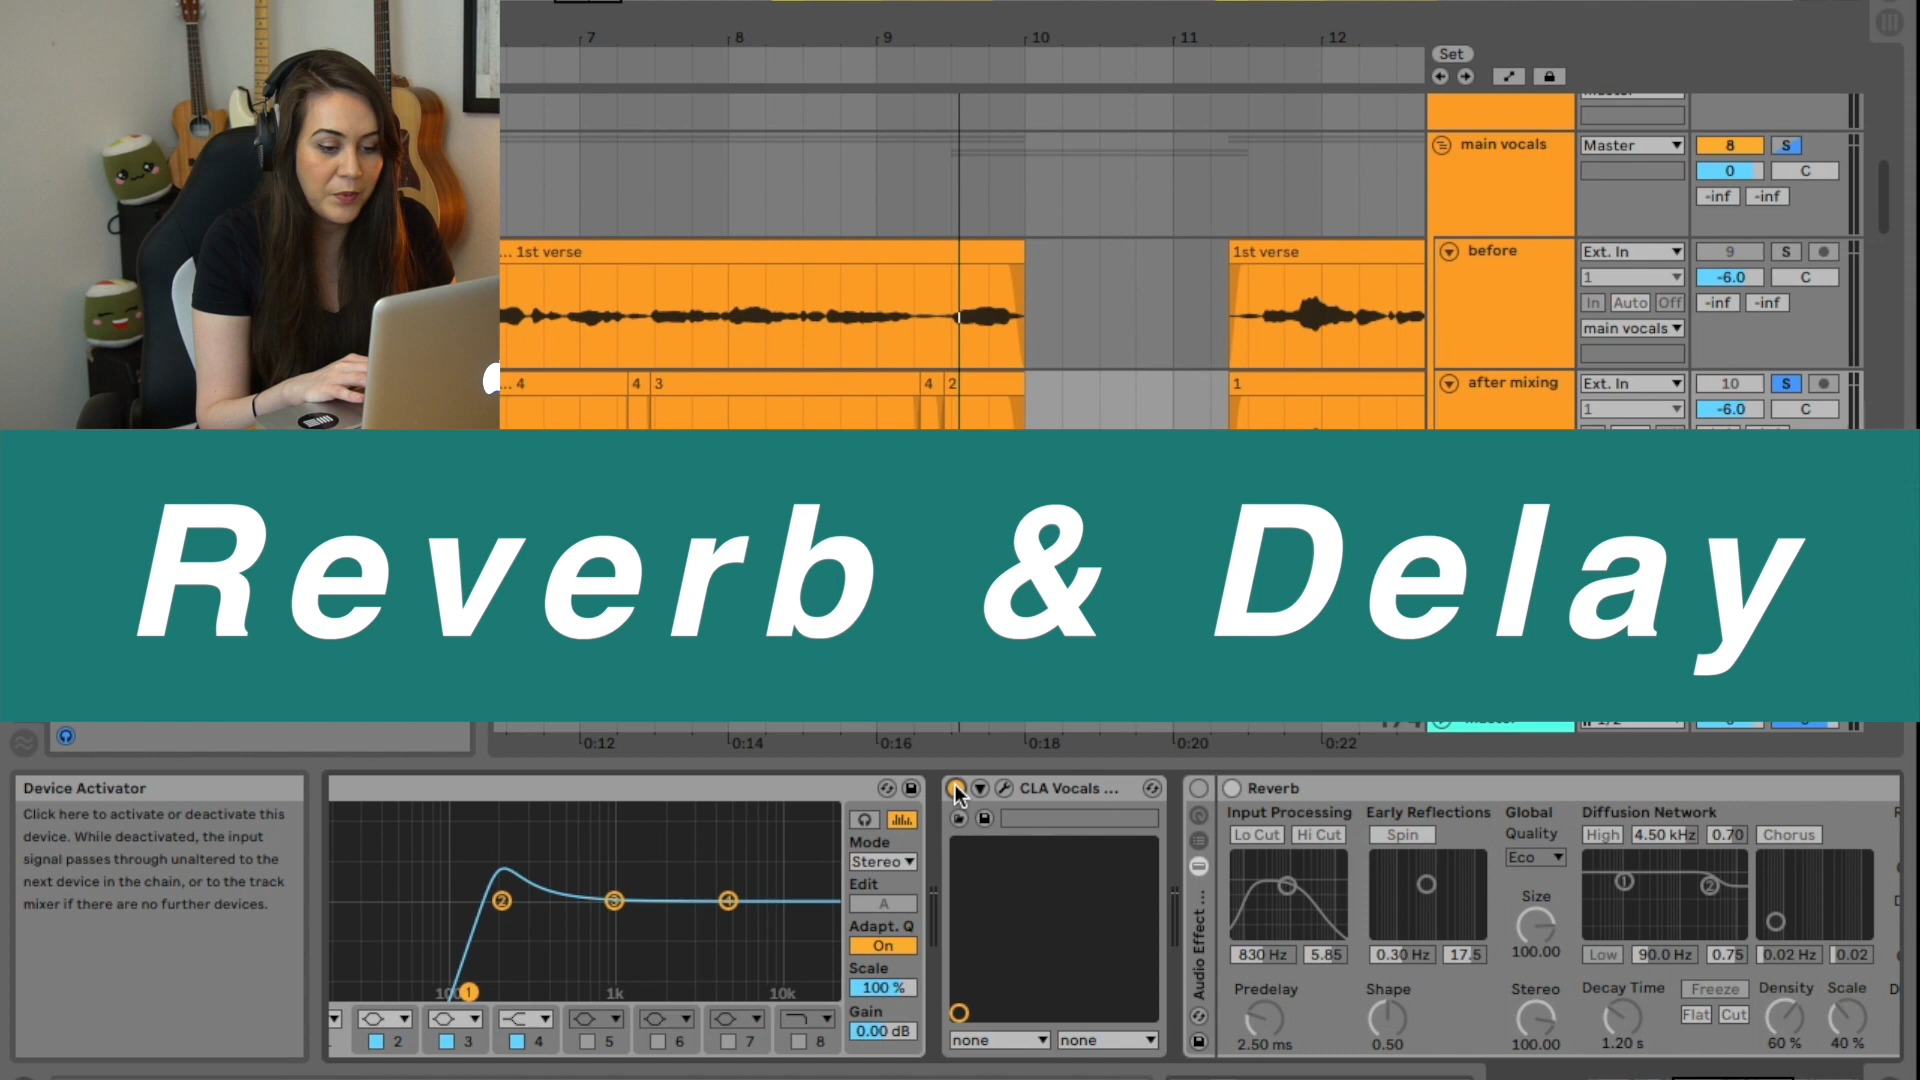 7 8 9 10 11 12
Set
main vocals Master 8 S
0 C
-inf -inf
... 1st verse 1st verse before Ext. In 9 S
1 -6.0 C
In Auto Off -inf -inf
main vocals
... 4 4 3 4 2 1 after mixing Ext. In 10 S
1 -6.0 C
Reverb & Delay
0:12 0:14 0:16 0:18 0:20 0:22
Device Activator
Click here to activate or deactivate this
device. While deactivated, the input
signal passes through unaltered to the
next device in the chain, or to the track
mixer if there are no further devices.
1 2 3 4
1k 10k
2 3 4 5 6 7 8
Mode
Stereo
Edit
A
Adapt. Q
On
Scale
100 %
Gain
0.00 dB
CLA Vocals ...
none none
Audio Effect ...
Reverb
Input Processing Early Reflections Global Diffusion Network
Lo Cut Hi Cut Spin Quality High 4.50 kHz 0.70 Chorus
Eco
1 2
Size
100.00
830 Hz 5.85 0.30 Hz 17.5 Low 90.0 Hz 0.75 0.02 Hz 0.02
Predelay Shape Stereo Decay Time Freeze Density Scale
Flat Cut
2.50 ms 0.50 100.00 1.20 s 60 % 40 %